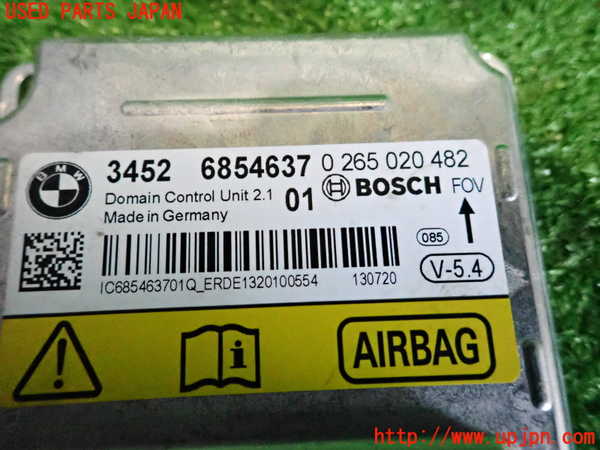 USED PARTS JAPAN
BMW
3452 6854637 0 265 020 482
Domain Control Unit 2.1 01 BOSCH FOV
Made in Germany
085
V-5.4
IC685463701Q_ERDE1320100554 130720
AIRBAG
http://www.upjpn.com/